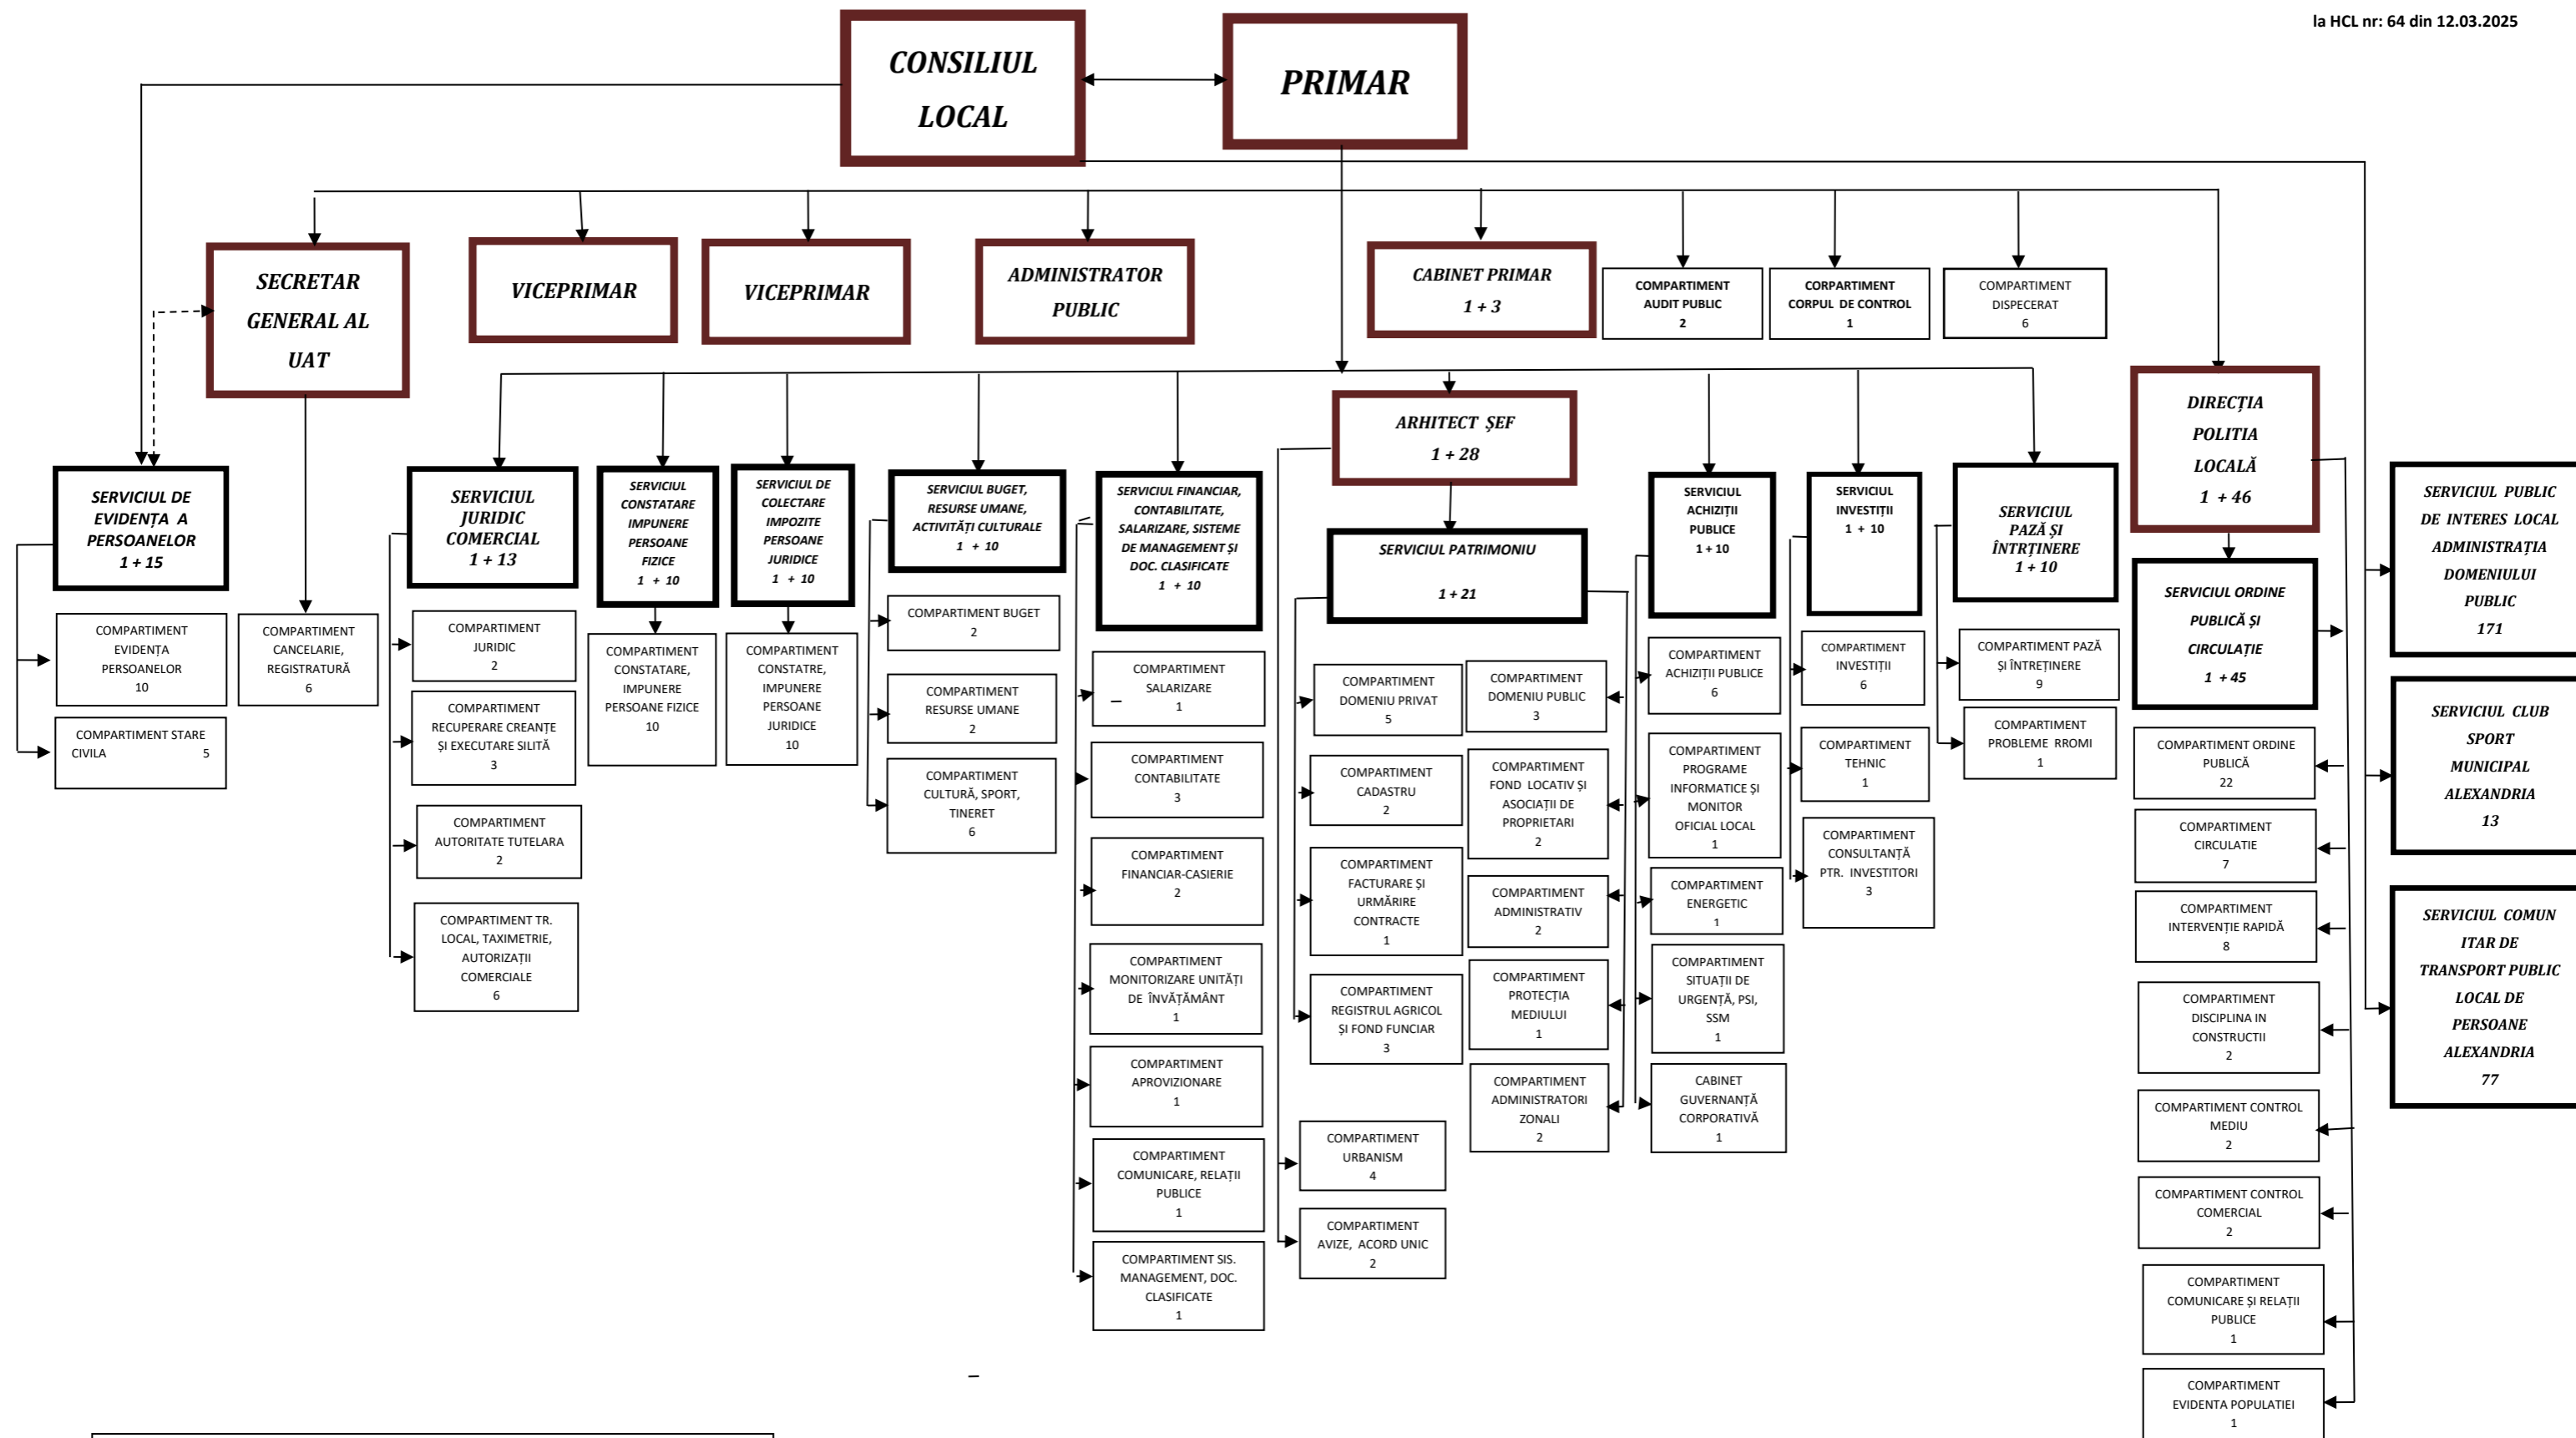 la HCL nr: 64 din 12.03.2025
CONSILIUL
LOCAL
PRIMAR
SECRETAR
GENERAL AL
UAT
VICEPRIMAR
VICEPRIMAR
ADMINISTRATOR
PUBLIC
CABINET PRIMAR
1 + 3
COMPARTIMENT
AUDIT PUBLIC
2
CORPARTIMENT
CORPUL DE CONTROL
1
COMPARTIMENT
DISPECERAT
6
DIRECȚIA
POLITIA
LOCALĂ
1 + 46
ARHITECT ȘEF
1 + 28
SERVICIUL DE
EVIDENȚA A
PERSOANELOR
1 + 15
COMPARTIMENT
EVIDENȚA
PERSOANELOR
10
COMPARTIMENT STARE
CIVILA 5
COMPARTIMENT
CANCELARIE,
REGISTRATURĂ
6
SERVICIUL
JURIDIC
COMERCIAL
1 + 13
COMPARTIMENT
JURIDIC
2
COMPARTIMENT
RECUPERARE CREANȚE
ȘI EXECUTARE SILITĂ
3
COMPARTIMENT
AUTORITATE TUTELARA
2
COMPARTIMENT TR.
LOCAL, TAXIMETRIE,
AUTORIZAȚII
COMERCIALE
6
SERVICIUL
CONSTATARE
IMPUNERE
PERSOANE
FIZICE
1 + 10
COMPARTIMENT
CONSTATARE,
IMPUNERE
PERSOANE FIZICE
10
SERVICIUL DE
COLECTARE
IMPOZITE
PERSOANE
JURIDICE
1 + 10
COMPARTIMENT
CONSTATRE,
IMPUNERE
PERSOANE
JURIDICE
10
SERVICIUL BUGET,
RESURSE UMANE,
ACTIVITĂȚI CULTURALE
1 + 10
COMPARTIMENT BUGET
2
COMPARTIMENT
RESURSE UMANE
2
COMPARTIMENT
CULTURĂ, SPORT,
TINERET
6
SERVICIUL FINANCIAR,
CONTABILITATE,
SALARIZARE, SISTEME
DE MANAGEMENT ȘI
DOC. CLASIFICATE
1 + 10
COMPARTIMENT
SALARIZARE
1
COMPARTIMENT
CONTABILITATE
3
COMPARTIMENT
FINANCIAR-CASIERIE
2
COMPARTIMENT
MONITORIZARE UNITĂȚI
DE ÎNVĂȚĂMÂNT
1
COMPARTIMENT
APROVIZIONARE
1
COMPARTIMENT
COMUNICARE, RELAȚII
PUBLICE
1
COMPARTIMENT SIS.
MANAGEMENT, DOC.
CLASIFICATE
1
SERVICIUL PATRIMONIU
1 + 21
COMPARTIMENT
DOMENIU PRIVAT
5
COMPARTIMENT
CADASTRU
2
COMPARTIMENT
FACTURARE ȘI
URMĂRIRE
CONTRACTE
1
COMPARTIMENT
REGISTRUL AGRICOL
ȘI FOND FUNCIAR
3
COMPARTIMENT
DOMENIU PUBLIC
3
COMPARTIMENT
FOND LOCATIV ȘI
ASOCIAȚII DE
PROPRIETARI
2
COMPARTIMENT
ADMINISTRATIV
2
COMPARTIMENT
PROTECȚIA
MEDIULUI
1
COMPARTIMENT
ADMINISTRATORI
ZONALI
2
COMPARTIMENT
URBANISM
4
COMPARTIMENT
AVIZE, ACORD UNIC
2
SERVICIUL
ACHIZIȚII
PUBLICE
1 + 10
COMPARTIMENT
ACHIZIȚII PUBLICE
6
COMPARTIMENT
PROGRAME
INFORMATICE ȘI
MONITOR
OFICIAL LOCAL
1
COMPARTIMENT
ENERGETIC
1
COMPARTIMENT
SITUAȚII DE
URGENȚĂ, PSI,
SSM
1
CABINET
GUVERNANȚĂ
CORPORATIVĂ
1
SERVICIUL
INVESTIȚII
1 + 10
COMPARTIMENT
INVESTIȚII
6
COMPARTIMENT
TEHNIC
1
COMPARTIMENT
CONSULTANȚĂ
PTR. INVESTITORI
3
SERVICIUL
PAZĂ ȘI
ÎNTRȚINERE
1 + 10
COMPARTIMENT PAZĂ
ȘI ÎNTREȚINERE
9
COMPARTIMENT
PROBLEME RROMI
1
SERVICIUL ORDINE
PUBLICĂ ȘI
CIRCULAȚIE
1 + 45
COMPARTIMENT ORDINE
PUBLICĂ
22
COMPARTIMENT
CIRCULATIE
7
COMPARTIMENT
INTERVENȚIE RAPIDĂ
8
COMPARTIMENT
DISCIPLINA IN
CONSTRUCTII
2
COMPARTIMENT CONTROL
MEDIU
2
COMPARTIMENT CONTROL
COMERCIAL
2
COMPARTIMENT
COMUNICARE ȘI RELAȚII
PUBLICE
1
COMPARTIMENT
EVIDENTA POPULATIEI
1
SERVICIUL PUBLIC
DE INTERES LOCAL
ADMINISTRAȚIA
DOMENIULUI
PUBLIC
171
SERVICIUL CLUB
SPORT
MUNICIPAL
ALEXANDRIA
13
SERVICIUL COMUN
ITAR DE
TRANSPORT PUBLIC
LOCAL DE
PERSOANE
ALEXANDRIA
77